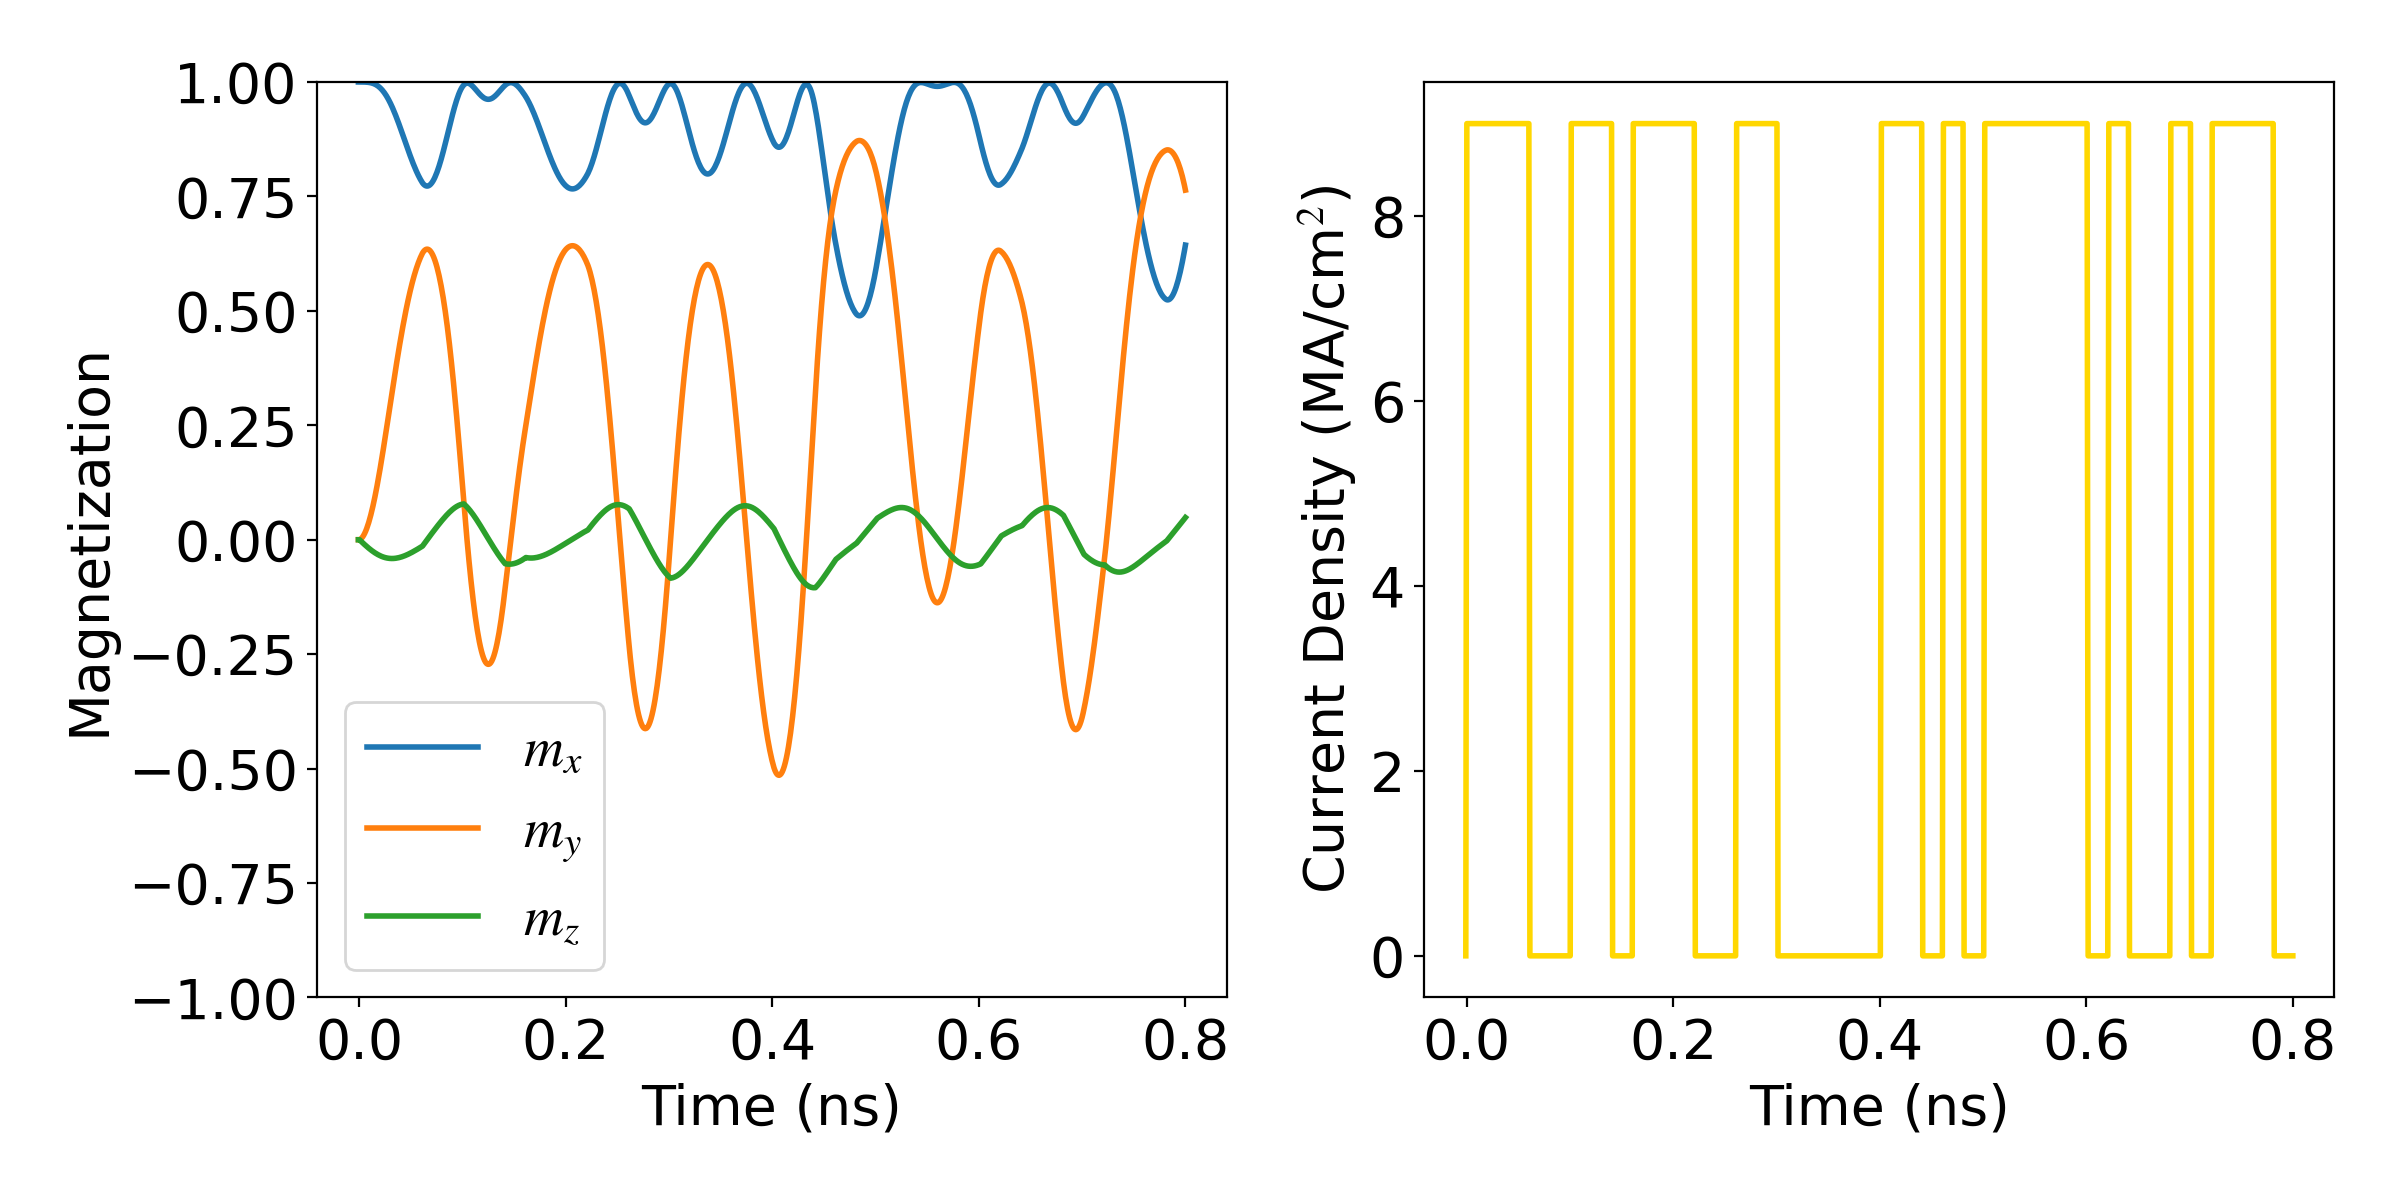 1.00
0.75
0.50
0.25
0.00
−0.25
−0.50
−0.75
−1.00
Magnetization
m_x
m_y
m_z
0.0 0.2 0.4 0.6 0.8
Time (ns)
8
6
4
2
0
Current Density (MA/cm²)
0.0 0.2 0.4 0.6 0.8
Time (ns)